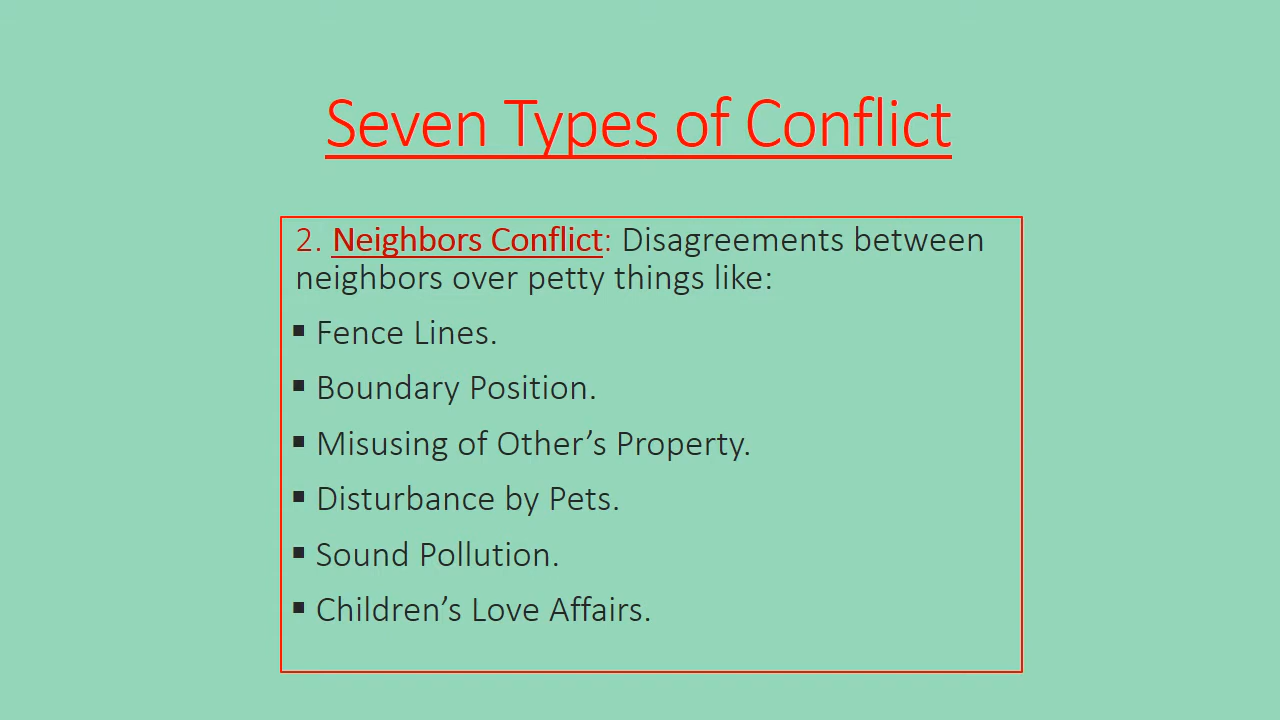 Seven Types of Conflict
2. Neighbors Conflict: Disagreements between
neighbors over petty things like:
▪ Fence Lines.
▪ Boundary Position.
▪ Misusing of Other’s Property.
▪ Disturbance by Pets.
▪ Sound Pollution.
▪ Children’s Love Affairs.